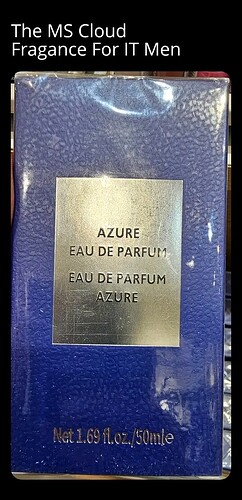 The MS Cloud
Fragance For IT Men
AZURE
EAU DE PARFUM
EAU DE PARFUM
AZURE
Net 1.69 fl.oz./50mle